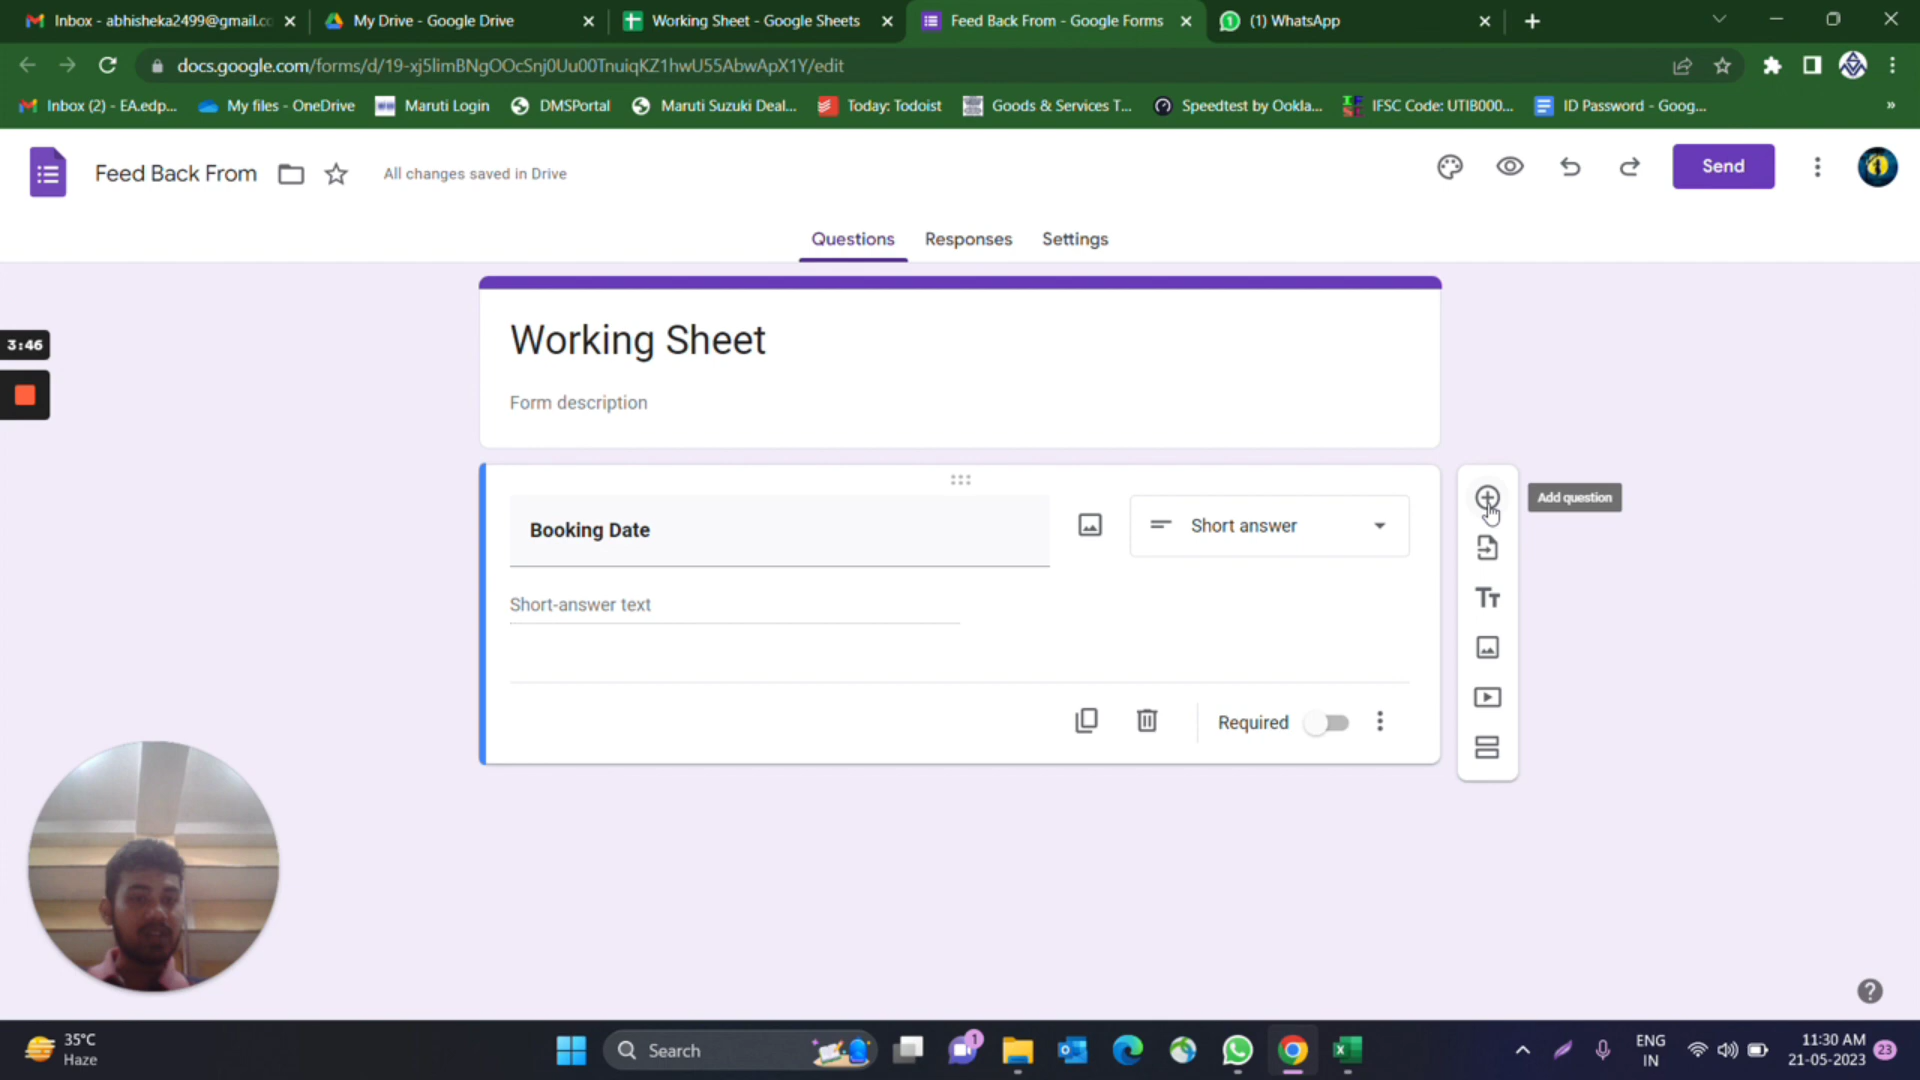 Inbox - abhisheka2499@gmail.cc
My Drive - Google Drive
Working Sheet - Google Sheets
Feed Back From - Google Forms
(1) WhatsApp
docs.google.com/forms/d/19-xj5limBNgOOcSnj0Uu00TnuiqKZ1hwU55AbwApX1Y/edit
Inbox (2) - EA.edp...
My files - OneDrive
Maruti Login
DMSPortal
Maruti Suzuki Deal...
Today: Todoist
Goods & Services T...
Speedtest by Ookla...
IFSC Code: UTIB000...
ID Password - Goog...
»
Feed Back From
All changes saved in Drive
Send
Questions
Responses
Settings
3:46
Working Sheet
Form description
Booking Date
Short answer
Add question
Short-answer text
Tт
Required
35°C
Haze
Search
1
ENG
IN
11:30 AM
21-05-2023
23